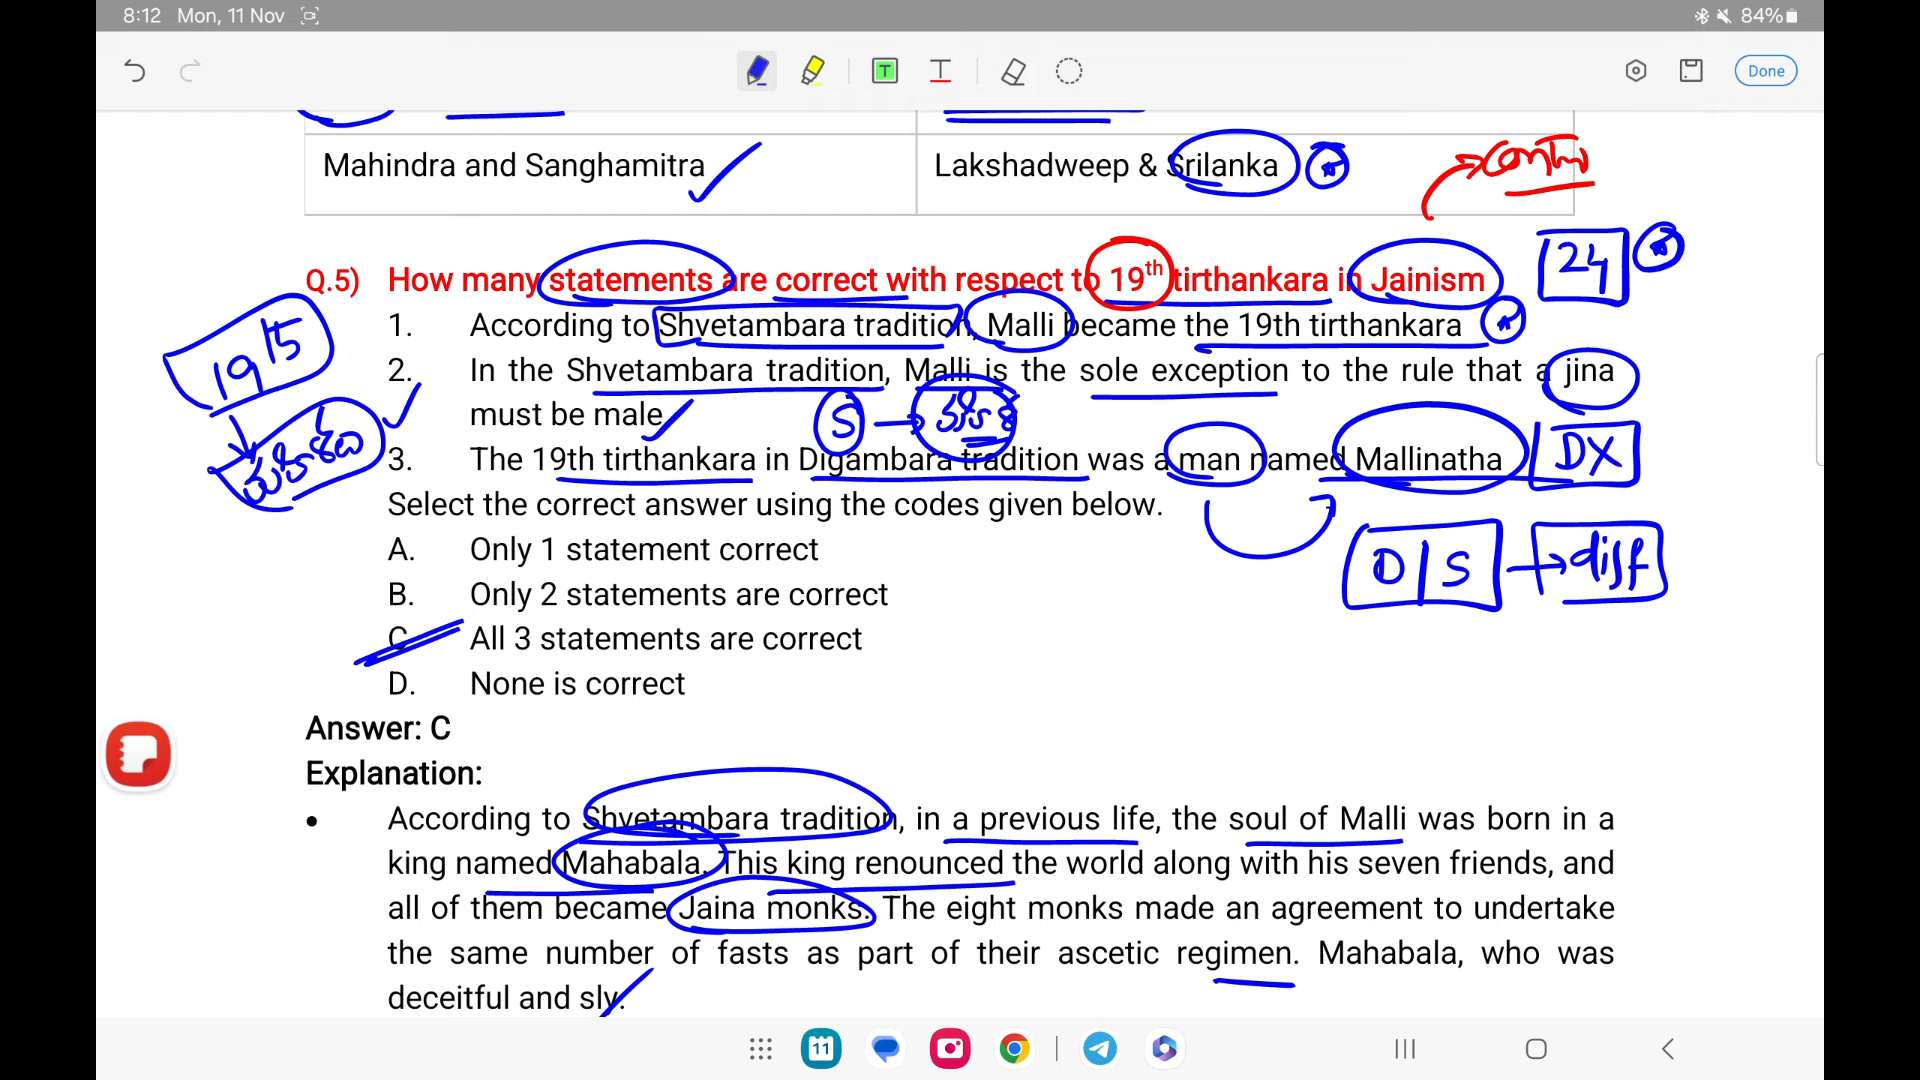 8:12 Mon, 11 Nov
84%
Done
Mahindra and Sanghamitra
Lakshadweep & Srilanka
Q.5) How many statements are correct with respect to 19th tirthankara in Jainism
24
1. According to Shvetambara tradition, Malli became the 19th tirthankara
19
2. In the Shvetambara tradition, Malli is the sole exception to the rule that a jina
must be male
S
3. The 19th tirthankara in Digambara tradition was a man named Mallinatha
DX
Select the correct answer using the codes given below.
A. Only 1 statement correct
D|S → diff
B. Only 2 statements are correct
C. All 3 statements are correct
D. None is correct
Answer: C
Explanation:
• According to Shvetambara tradition, in a previous life, the soul of Malli was born in a
king named Mahabala. This king renounced the world along with his seven friends, and
all of them became Jaina monks. The eight monks made an agreement to undertake
the same number of fasts as part of their ascetic regimen. Mahabala, who was
deceitful and sly.
11